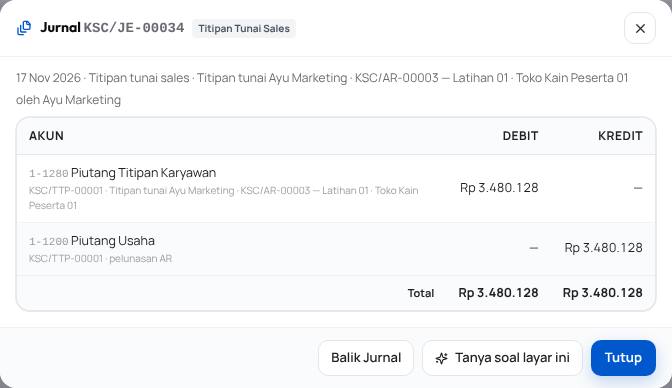 Jurnal KSC/JE-00034 Titipan Tunai Sales
17 Nov 2026 · Titipan tunai sales · Titipan tunai Ayu Marketing · KSC/AR-00003 — Latihan 01 · Toko Kain Peserta 01
oleh Ayu Marketing
AKUN DEBIT KREDIT
1-1280 Piutang Titipan Karyawan
KSC/TTP-00001 · Titipan tunai Ayu Marketing · KSC/AR-00003 — Latihan 01 · Toko Kain
Peserta 01
Rp 3.480.128 —
1-1200 Piutang Usaha
KSC/TTP-00001 · pelunasan AR
— Rp 3.480.128
Total Rp 3.480.128 Rp 3.480.128
Balik Jurnal Tanya soal layar ini Tutup